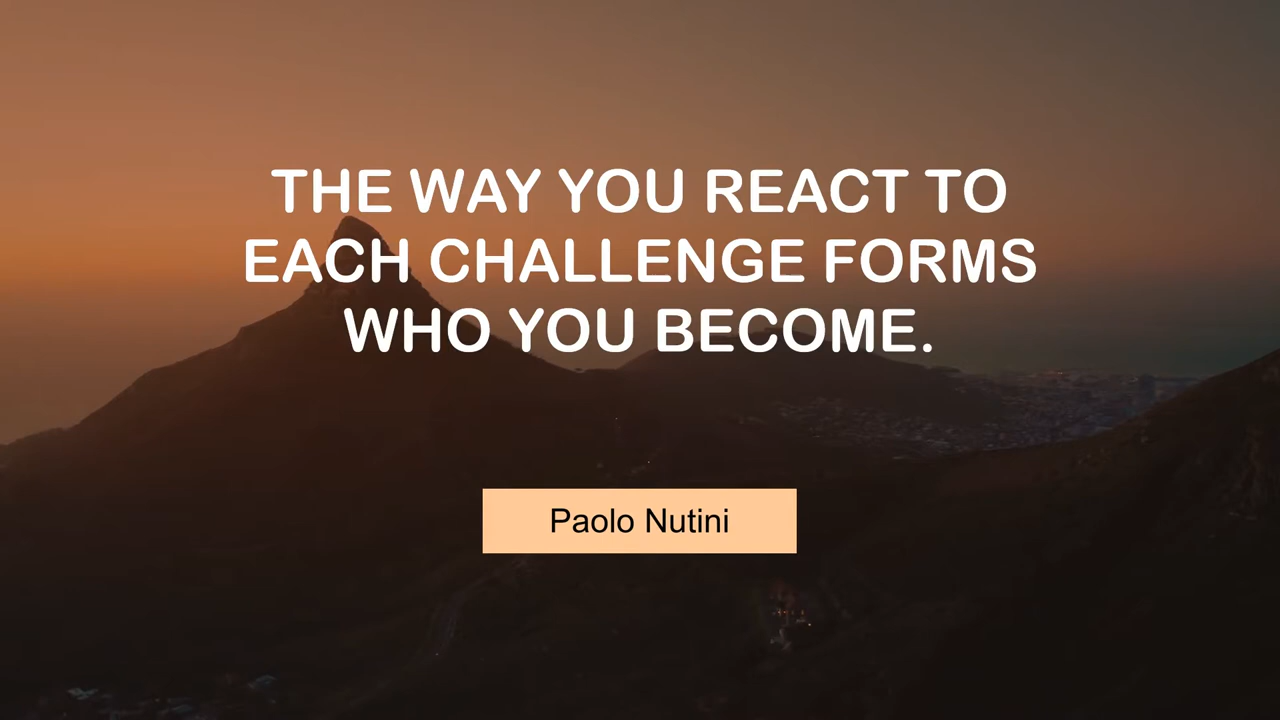 THE WAY YOU REACT TO
EACH CHALLENGE FORMS
WHO YOU BECOME.
Paolo Nutini